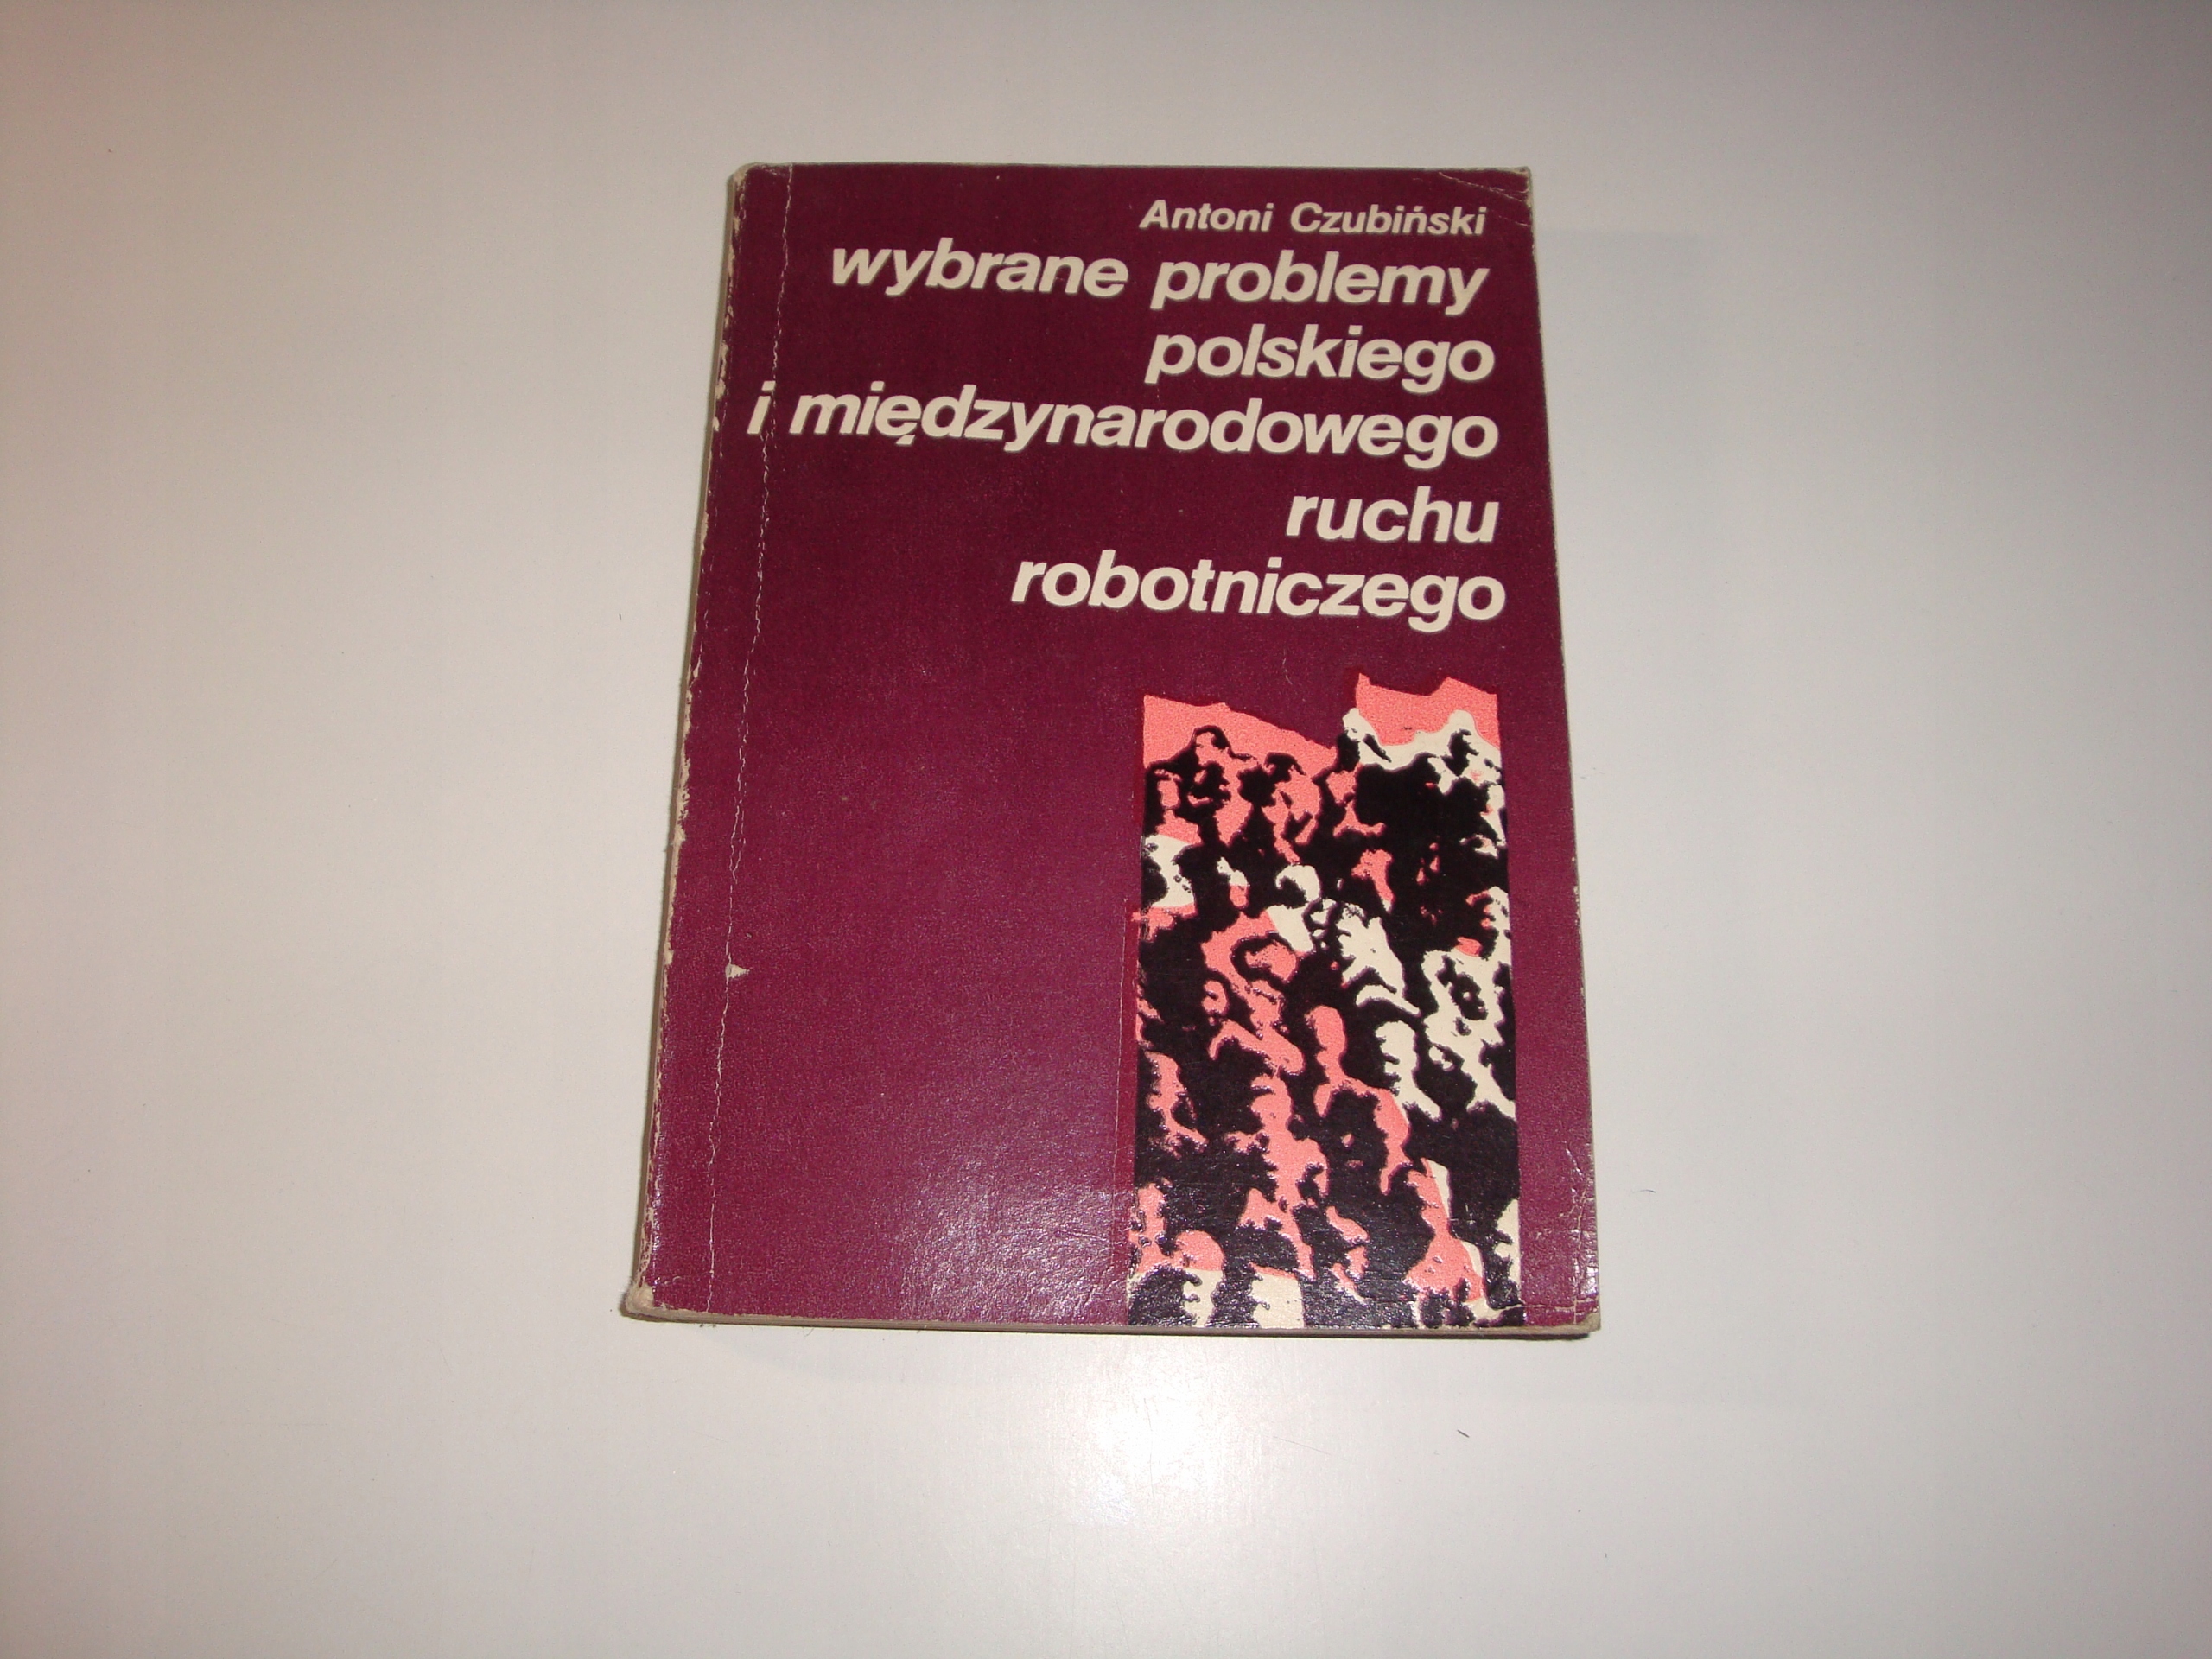 Antoni Czubiński
wybrane problemy
polskiego
i międzynarodowego
ruchu
robotniczego